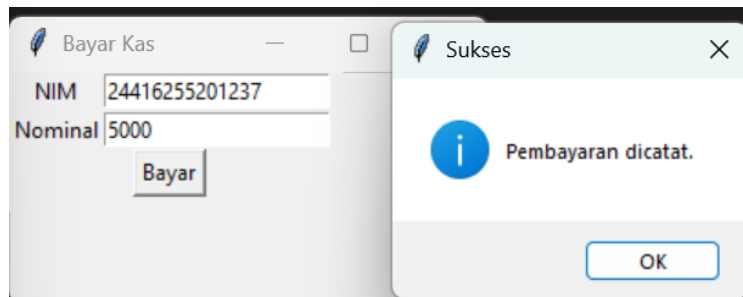 Bayar Kas
NIM 24416255201237
Nominal 5000
Bayar
Sukses
Pembayaran dicatat.
OK